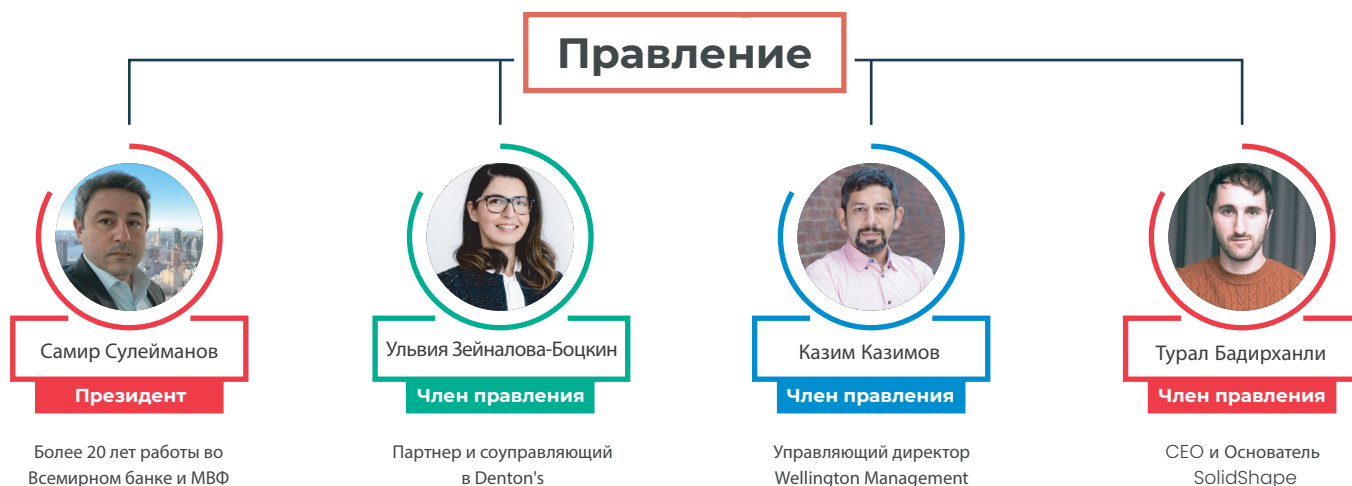 Правление
Самир Сулейманов
Президент
Более 20 лет работы во
Всемирном банке и МВФ
Ульвия Зейналова-Боцкин
Член правления
Партнер и соуправляющий
в Denton's
Казим Казимов
Член правления
Управляющий директор
Wellington Management
Турал Бадирханли
Член правления
CEO и Основатель
SolidShape